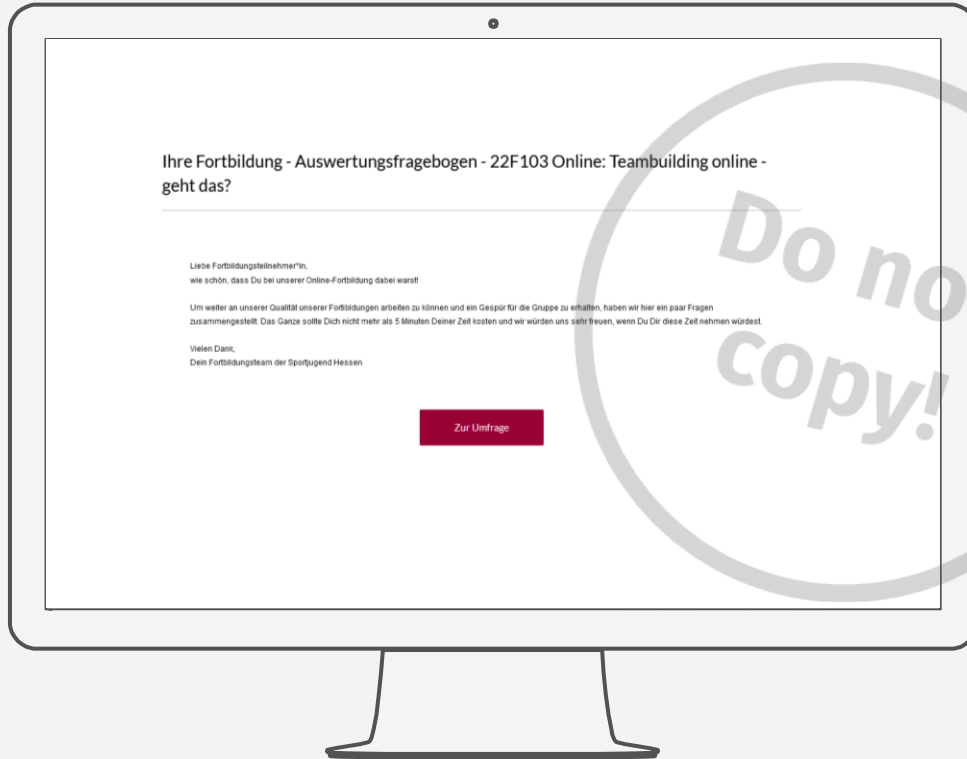 Ihre Fortbildung - Auswertungsfragebogen - 22F103 Online: Teambuilding online -
geht das?
Liebe Fortbildungsteilnehmer*in,
wie schön, dass Du bei unserer Online-Fortbildung dabei warst!
Um weiter an unserer Qualität unserer Fortbildungen arbeiten zu können und ein Gespür für die Gruppe zu erhalten, haben wir hier ein paar Fragen
zusammengestellt. Das Ganze sollte Dich nicht mehr als 5 Minuten Deiner Zeit kosten und wir würden uns sehr freuen, wenn Du Dir diese Zeit nehmen würdest.
Vielen Dank,
Dein Fortbildungsteam der Sportjugend Hessen
Zur Umfrage
Do no
copy!